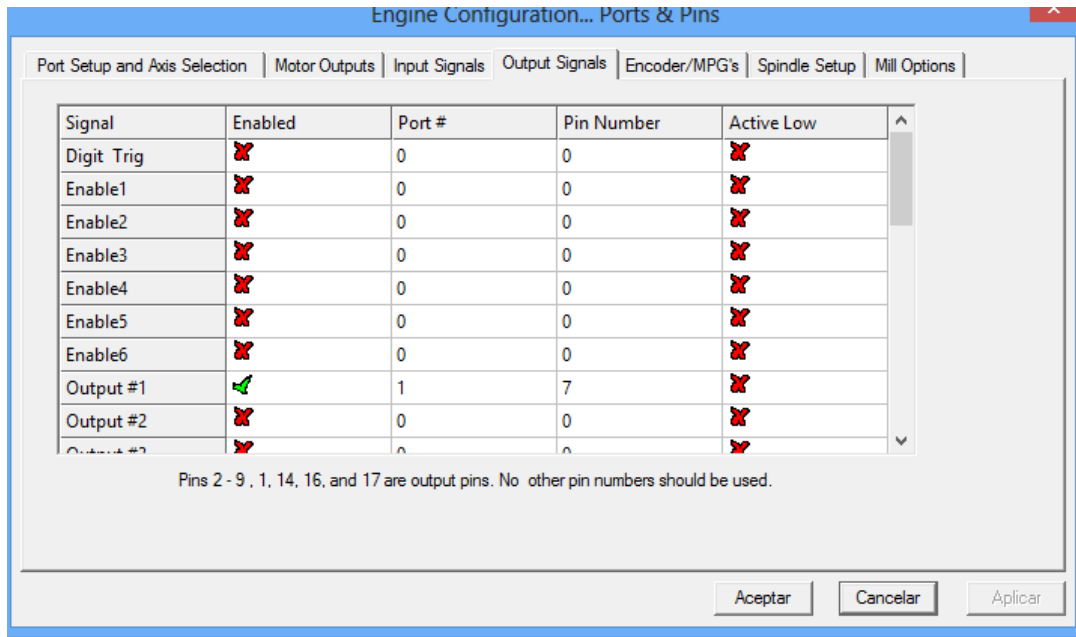 Engine Configuration... Ports & Pins
Port Setup and Axis Selection Motor Outputs Input Signals Output Signals Encoder/MPG's Spindle Setup Mill Options
Signal Enabled Port # Pin Number Active Low
Digit Trig 0 0
Enable1 0 0
Enable2 0 0
Enable3 0 0
Enable4 0 0
Enable5 0 0
Enable6 0 0
Output #1 1 7
Output #2 0 0
Output #3 0 0
Pins 2 - 9 , 1, 14, 16, and 17 are output pins. No other pin numbers should be used.
Aceptar Cancelar Aplicar